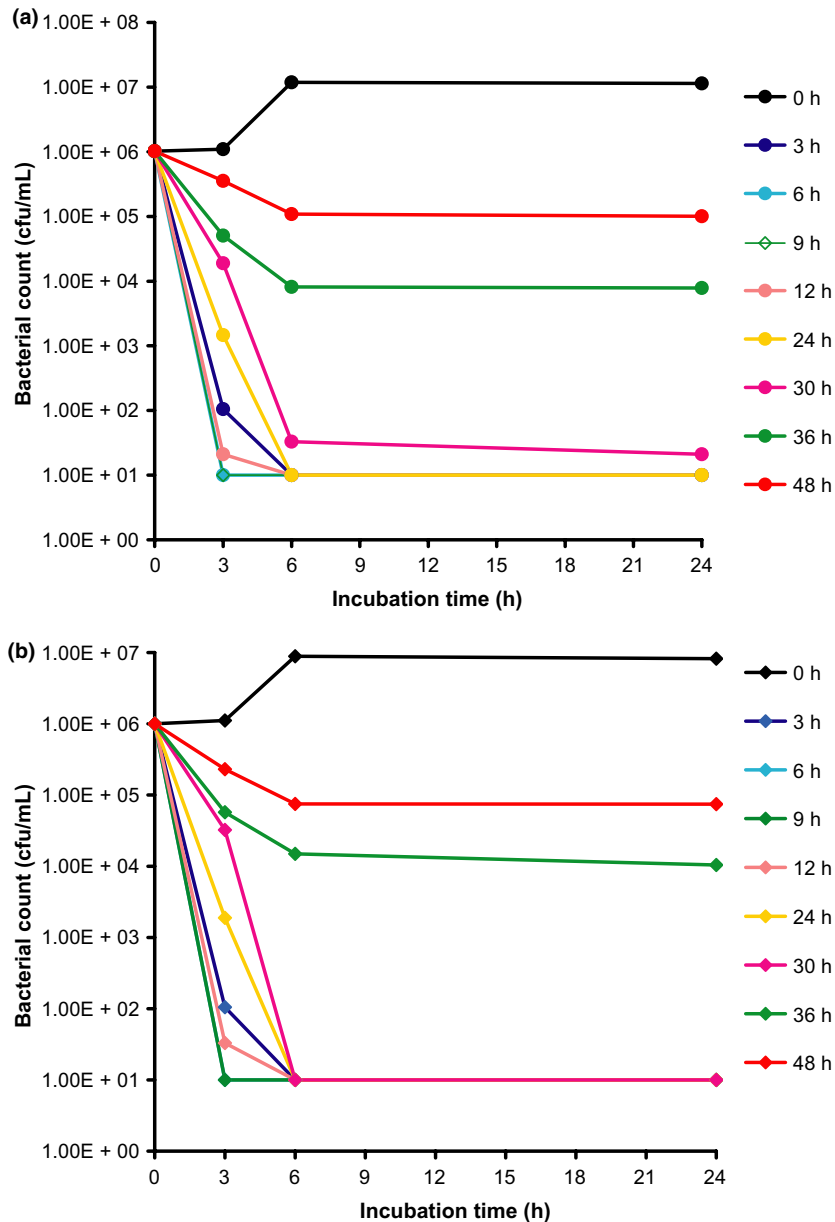 (a)
1.00E + 08
1.00E + 07
1.00E + 06
1.00E + 05
1.00E + 04
1.00E + 03
1.00E + 02
1.00E + 01
1.00E + 00
Bacterial count (cfu/mL)
0 3 6 9 12 15 18 21 24
Incubation time (h)
0 h
3 h
6 h
9 h
12 h
24 h
30 h
36 h
48 h
(b)
1.00E + 07
1.00E + 06
1.00E + 05
1.00E + 04
1.00E + 03
1.00E + 02
1.00E + 01
1.00E + 00
Bacterial count (cfu/mL)
0 3 6 9 12 15 18 21 24
Incubation time (h)
0 h
3 h
6 h
9 h
12 h
24 h
30 h
36 h
48 h